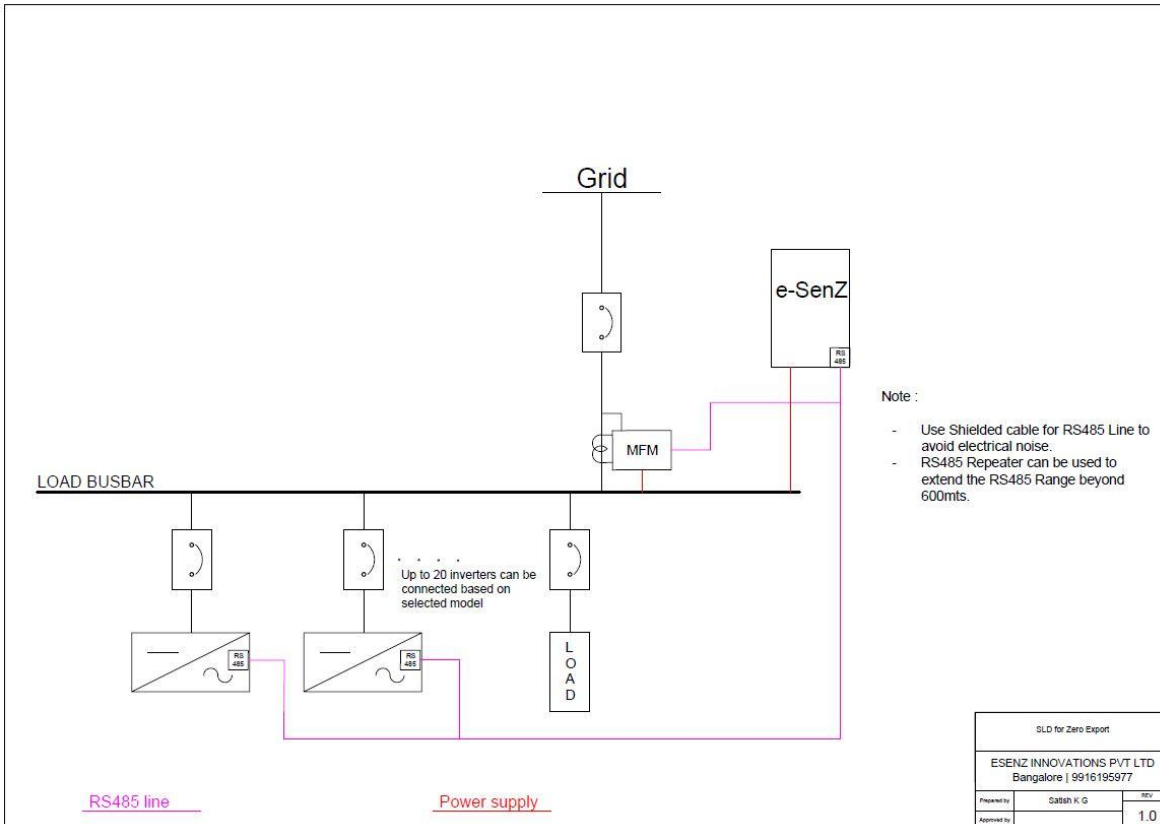 Grid
e-SenZ
RS
485
Note :
- Use Shielded cable for RS485 Line to
avoid electrical noise.
- RS485 Repeater can be used to
extend the RS485 Range beyond
600mts.
MFM
LOAD BUSBAR
. . . .
Up to 20 inverters can be
connected based on
selected model
RS
485
RS
485
L
O
A
D
SLD for Zero Export
ESENZ INNOVATIONS PVT LTD
Bangalore | 9916195977
Prepared by Satish K G REV
Approved by 1.0
RS485 line
Power supply